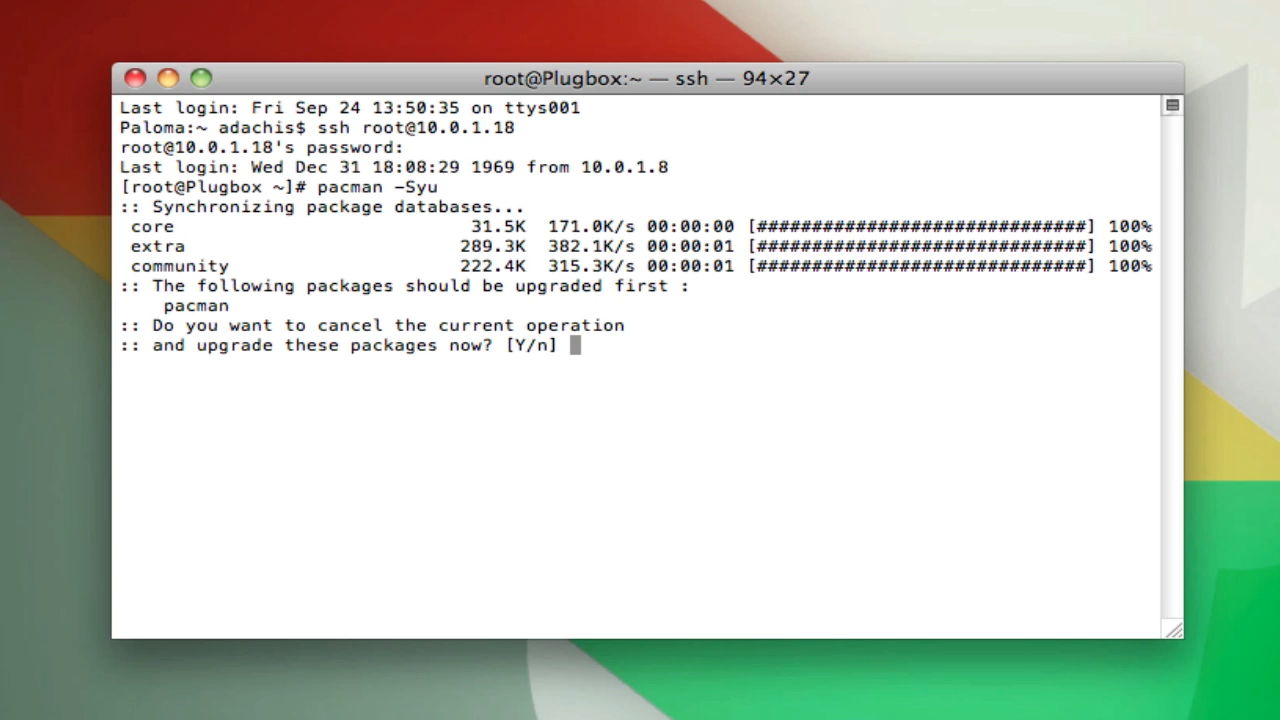 root@Plugbox:~ — ssh — 94×27
Last login: Fri Sep 24 13:50:35 on ttys001
Paloma:~ adachis$ ssh root@10.0.1.18
root@10.0.1.18's password:
Last login: Wed Dec 31 18:08:29 1969 from 10.0.1.8
[root@Plugbox ~]# pacman -Syu
:: Synchronizing package databases...
 core                           31.5K  171.0K/s 00:00:00 [##############################] 100%
 extra                         289.3K  382.1K/s 00:00:01 [##############################] 100%
 community                     222.4K  315.3K/s 00:00:01 [##############################] 100%
:: The following packages should be upgraded first :
    pacman
:: Do you want to cancel the current operation
:: and upgrade these packages now? [Y/n]